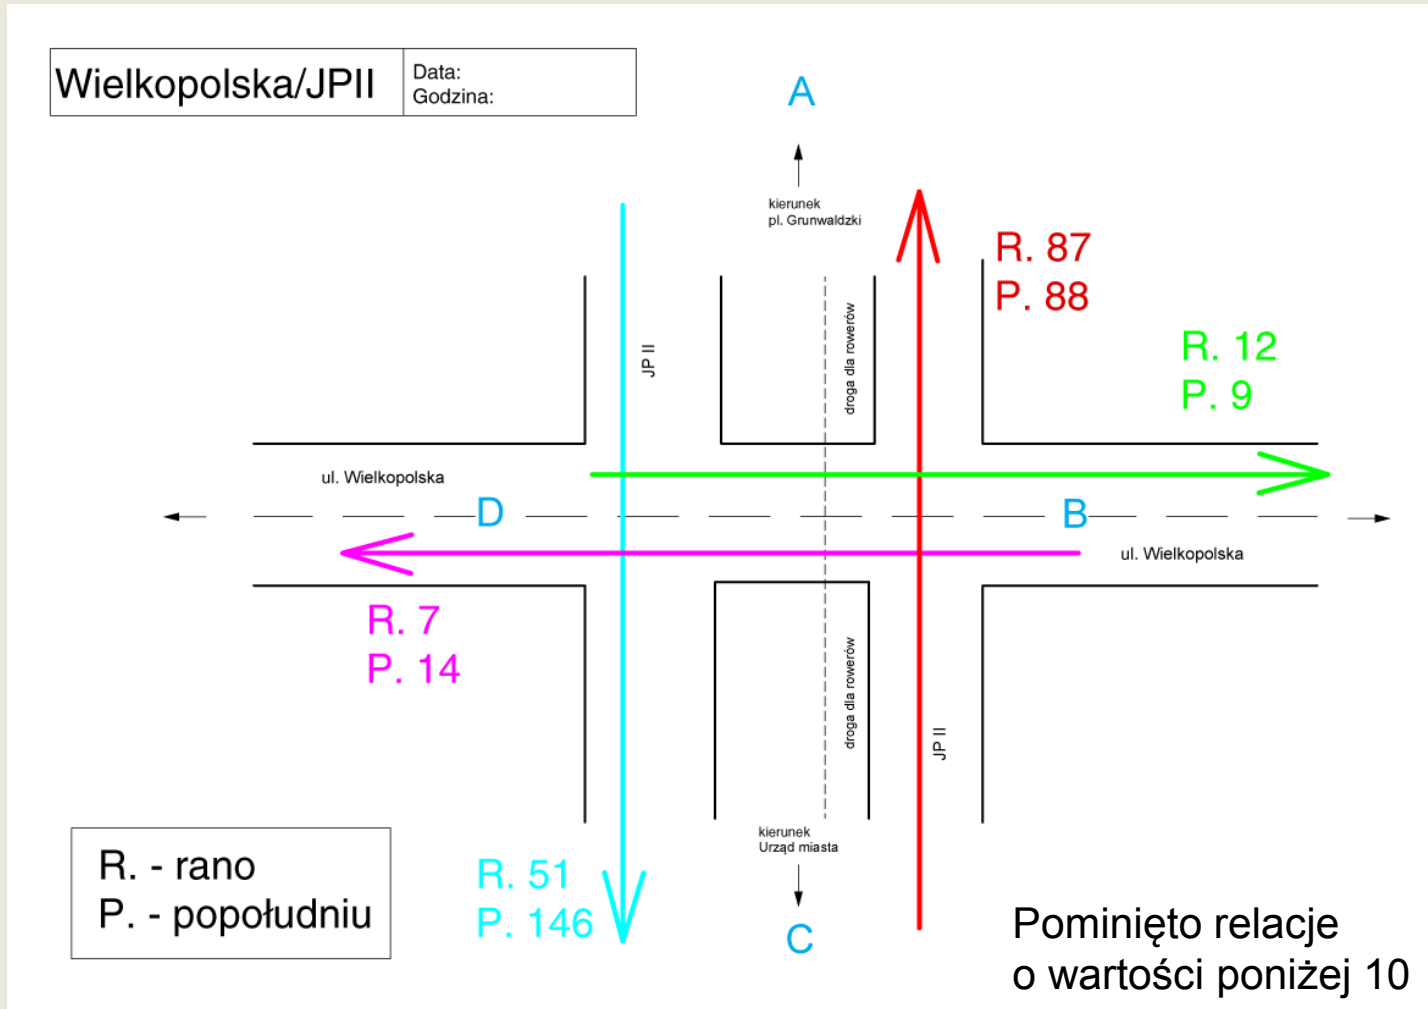 Wielkopolska/JPII
Data:
Godzina:
A
kierunek
pl. Grunwaldzki
R. 87
P. 88
R. 12
P. 9
JP II
droga dla rowerów
ul. Wielkopolska
D
B
ul. Wielkopolska
R. 7
P. 14
droga dla rowerów
JP II
kierunek
Urząd miasta
R. - rano
P. - popołudniu
R. 51
P. 146
C
Pominięto relacje
o wartości poniżej 10